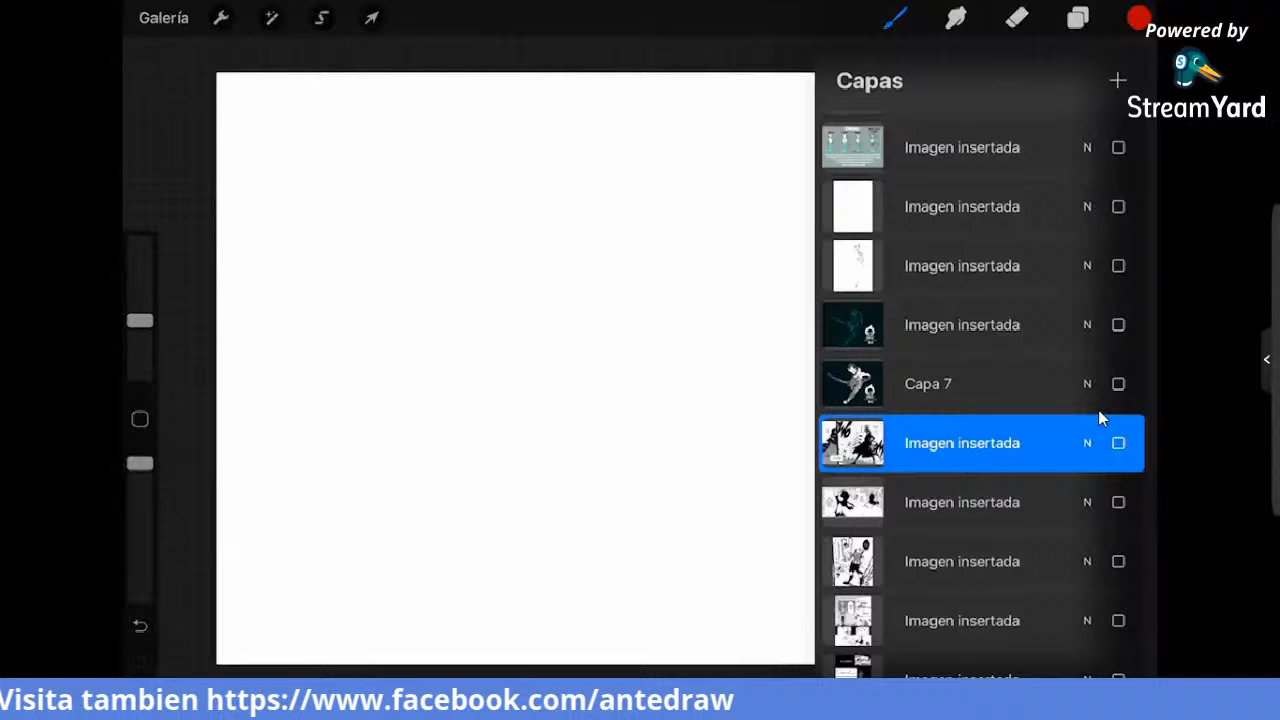 Galería
Powered by
StreamYard
Capas
Imagen insertada N
Imagen insertada N
Imagen insertada N
Imagen insertada N
Capa 7 N
Imagen insertada N
Imagen insertada N
Imagen insertada N
Imagen insertada N
Visita tambien https://www.facebook.com/antedraw